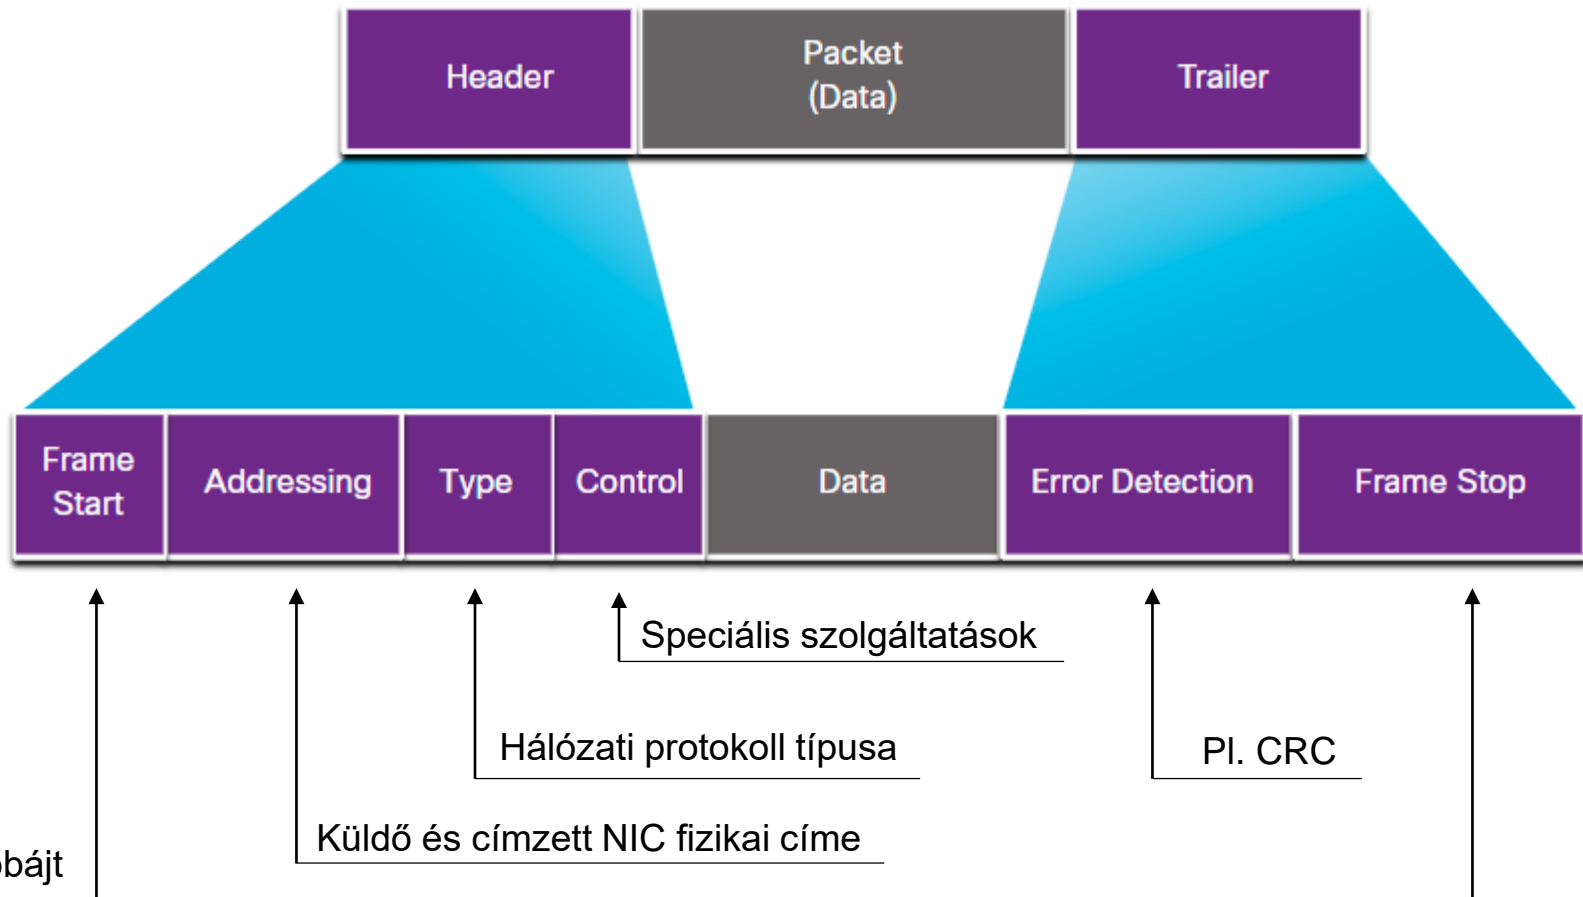 Header
Packet
(Data)
Trailer
Frame
Start
Addressing
Type
Control
Data
Error Detection
Frame Stop
Speciális szolgáltatások
Hálózati protokoll típusa
Pl. CRC
Küldő és címzett NIC fizikai címe